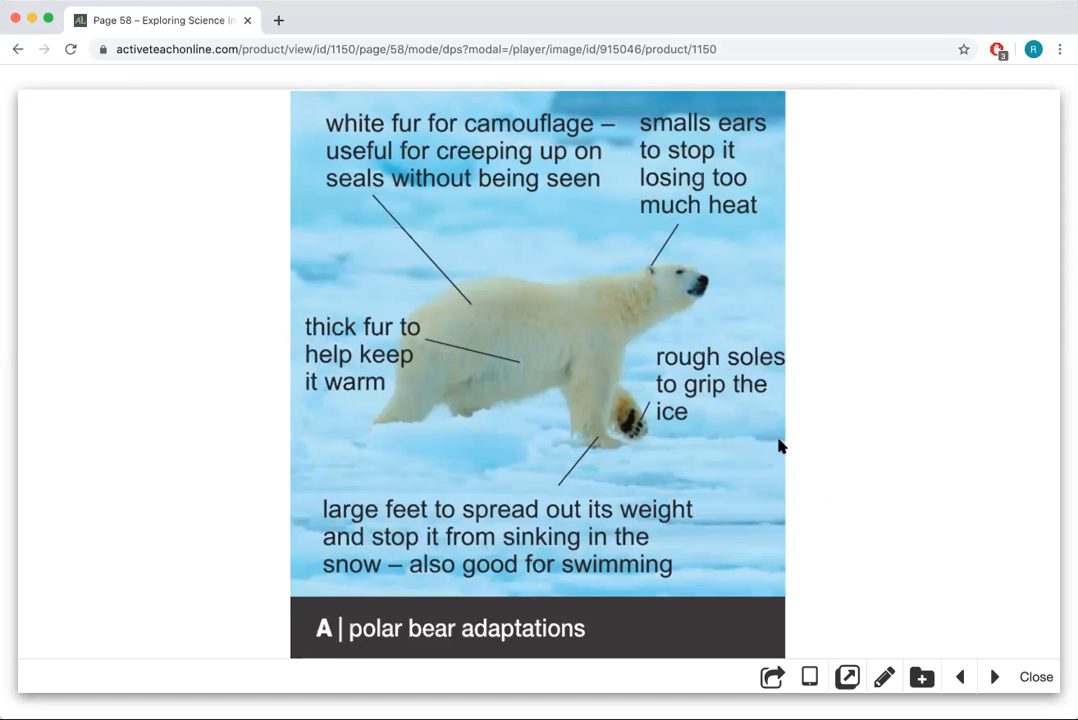 Page 58 – Exploring Science In
activeteachonline.com/product/view/id/1150/page/58/mode/dps?modal=/player/image/id/915046/product/1150
3
R
white fur for camouflage –
useful for creeping up on
seals without being seen
smalls ears
to stop it
losing too
much heat
thick fur to
help keep
it warm
rough soles
to grip the
ice
large feet to spread out its weight
and stop it from sinking in the
snow – also good for swimming
A | polar bear adaptations
Close